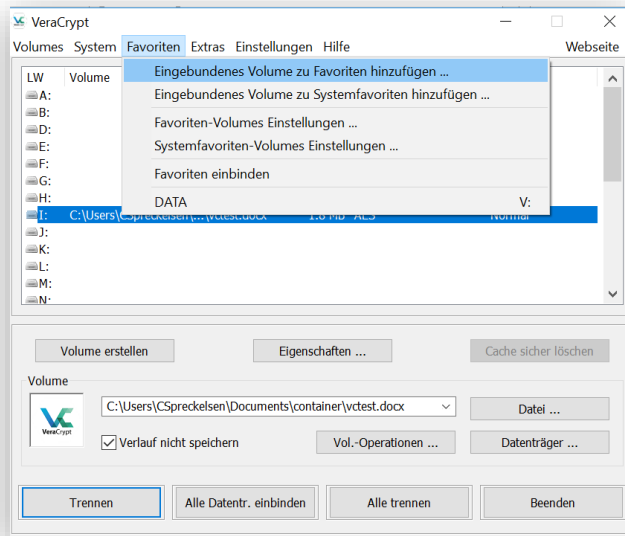 VeraCrypt
Volumes System Favoriten Extras Einstellungen Hilfe Webseite
LW Volume
Eingebundenes Volume zu Favoriten hinzufügen ...
Eingebundenes Volume zu Systemfavoriten hinzufügen ...
Favoriten-Volumes Einstellungen ...
Systemfavoriten-Volumes Einstellungen ...
Favoriten einbinden
DATA V:
A:
B:
D:
E:
F:
G:
H:
I: C:\Users\CSpreckelsen\...\vctest.docx 1.8 MB AES Normal
J:
K:
L:
M:
N:
Volume erstellen Eigenschaften ... Cache sicher löschen
Volume
VeraCrypt
C:\Users\CSpreckelsen\Documents\container\vctest.docx Datei ...
Verlauf nicht speichern Vol.-Operationen ... Datenträger ...
Trennen Alle Datentr. einbinden Alle trennen Beenden